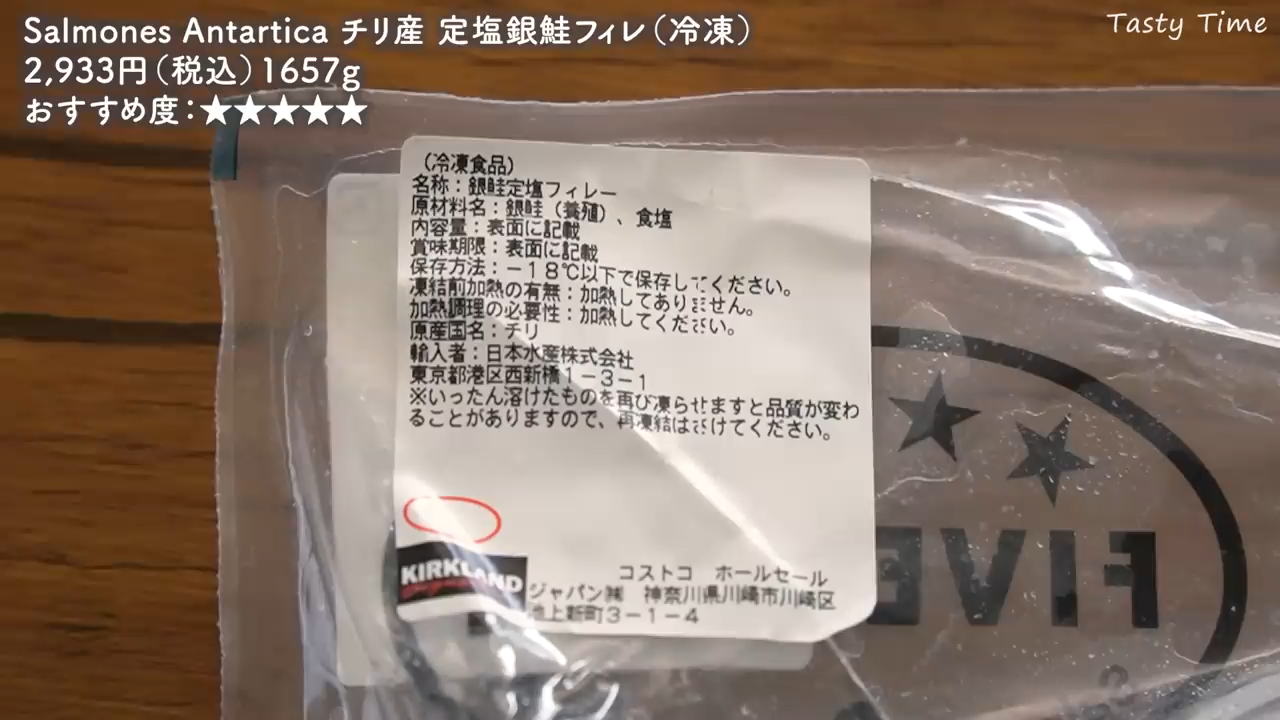 Salmones Antartica チリ産 定塩銀鮭フィレ（冷凍）
2,933円（税込）1657g
おすすめ度：★★★★★
Tasty Time
（冷凍食品）
名称：銀鮭定塩フィレー
原材料名：銀鮭（養殖）、食塩
内容量：表面に記載
賞味期限：表面に記載
保存方法：－１８℃以下で保存してください。
凍結前加熱の有無：加熱してありません。
加熱調理の必要性：加熱してください。
原産国名：チリ
輸入者：日本水産株式会社
東京都港区西新橋１－３－１
※いったん溶けたものを再び凍らせますと品質が変わ
ることがありますので、再凍結はさけてください。
KIRKLAND
コストコ ホールセール
ジャパン㈱ 神奈川県川崎市川崎区
池上新町３－１－４
FIVE